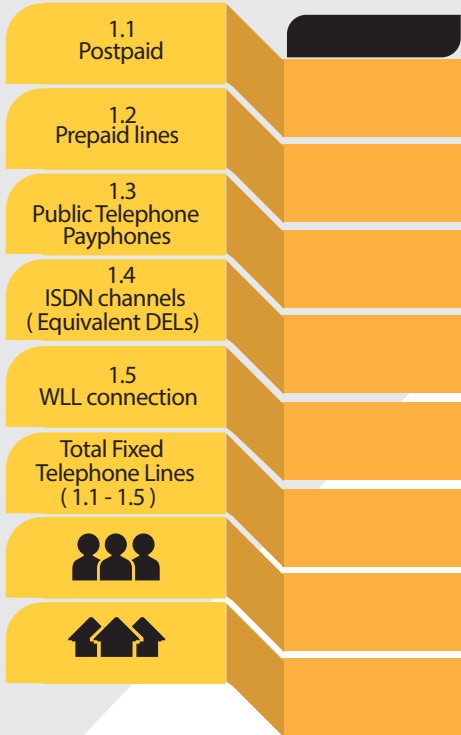 1.1
Postpaid
1.2
Prepaid lines
1.3
Public Telephone
Payphones
1.4
ISDN channels
( Equivalent DELs)
1.5
WLL connection
Total Fixed
Telephone Lines
( 1.1 - 1.5 )